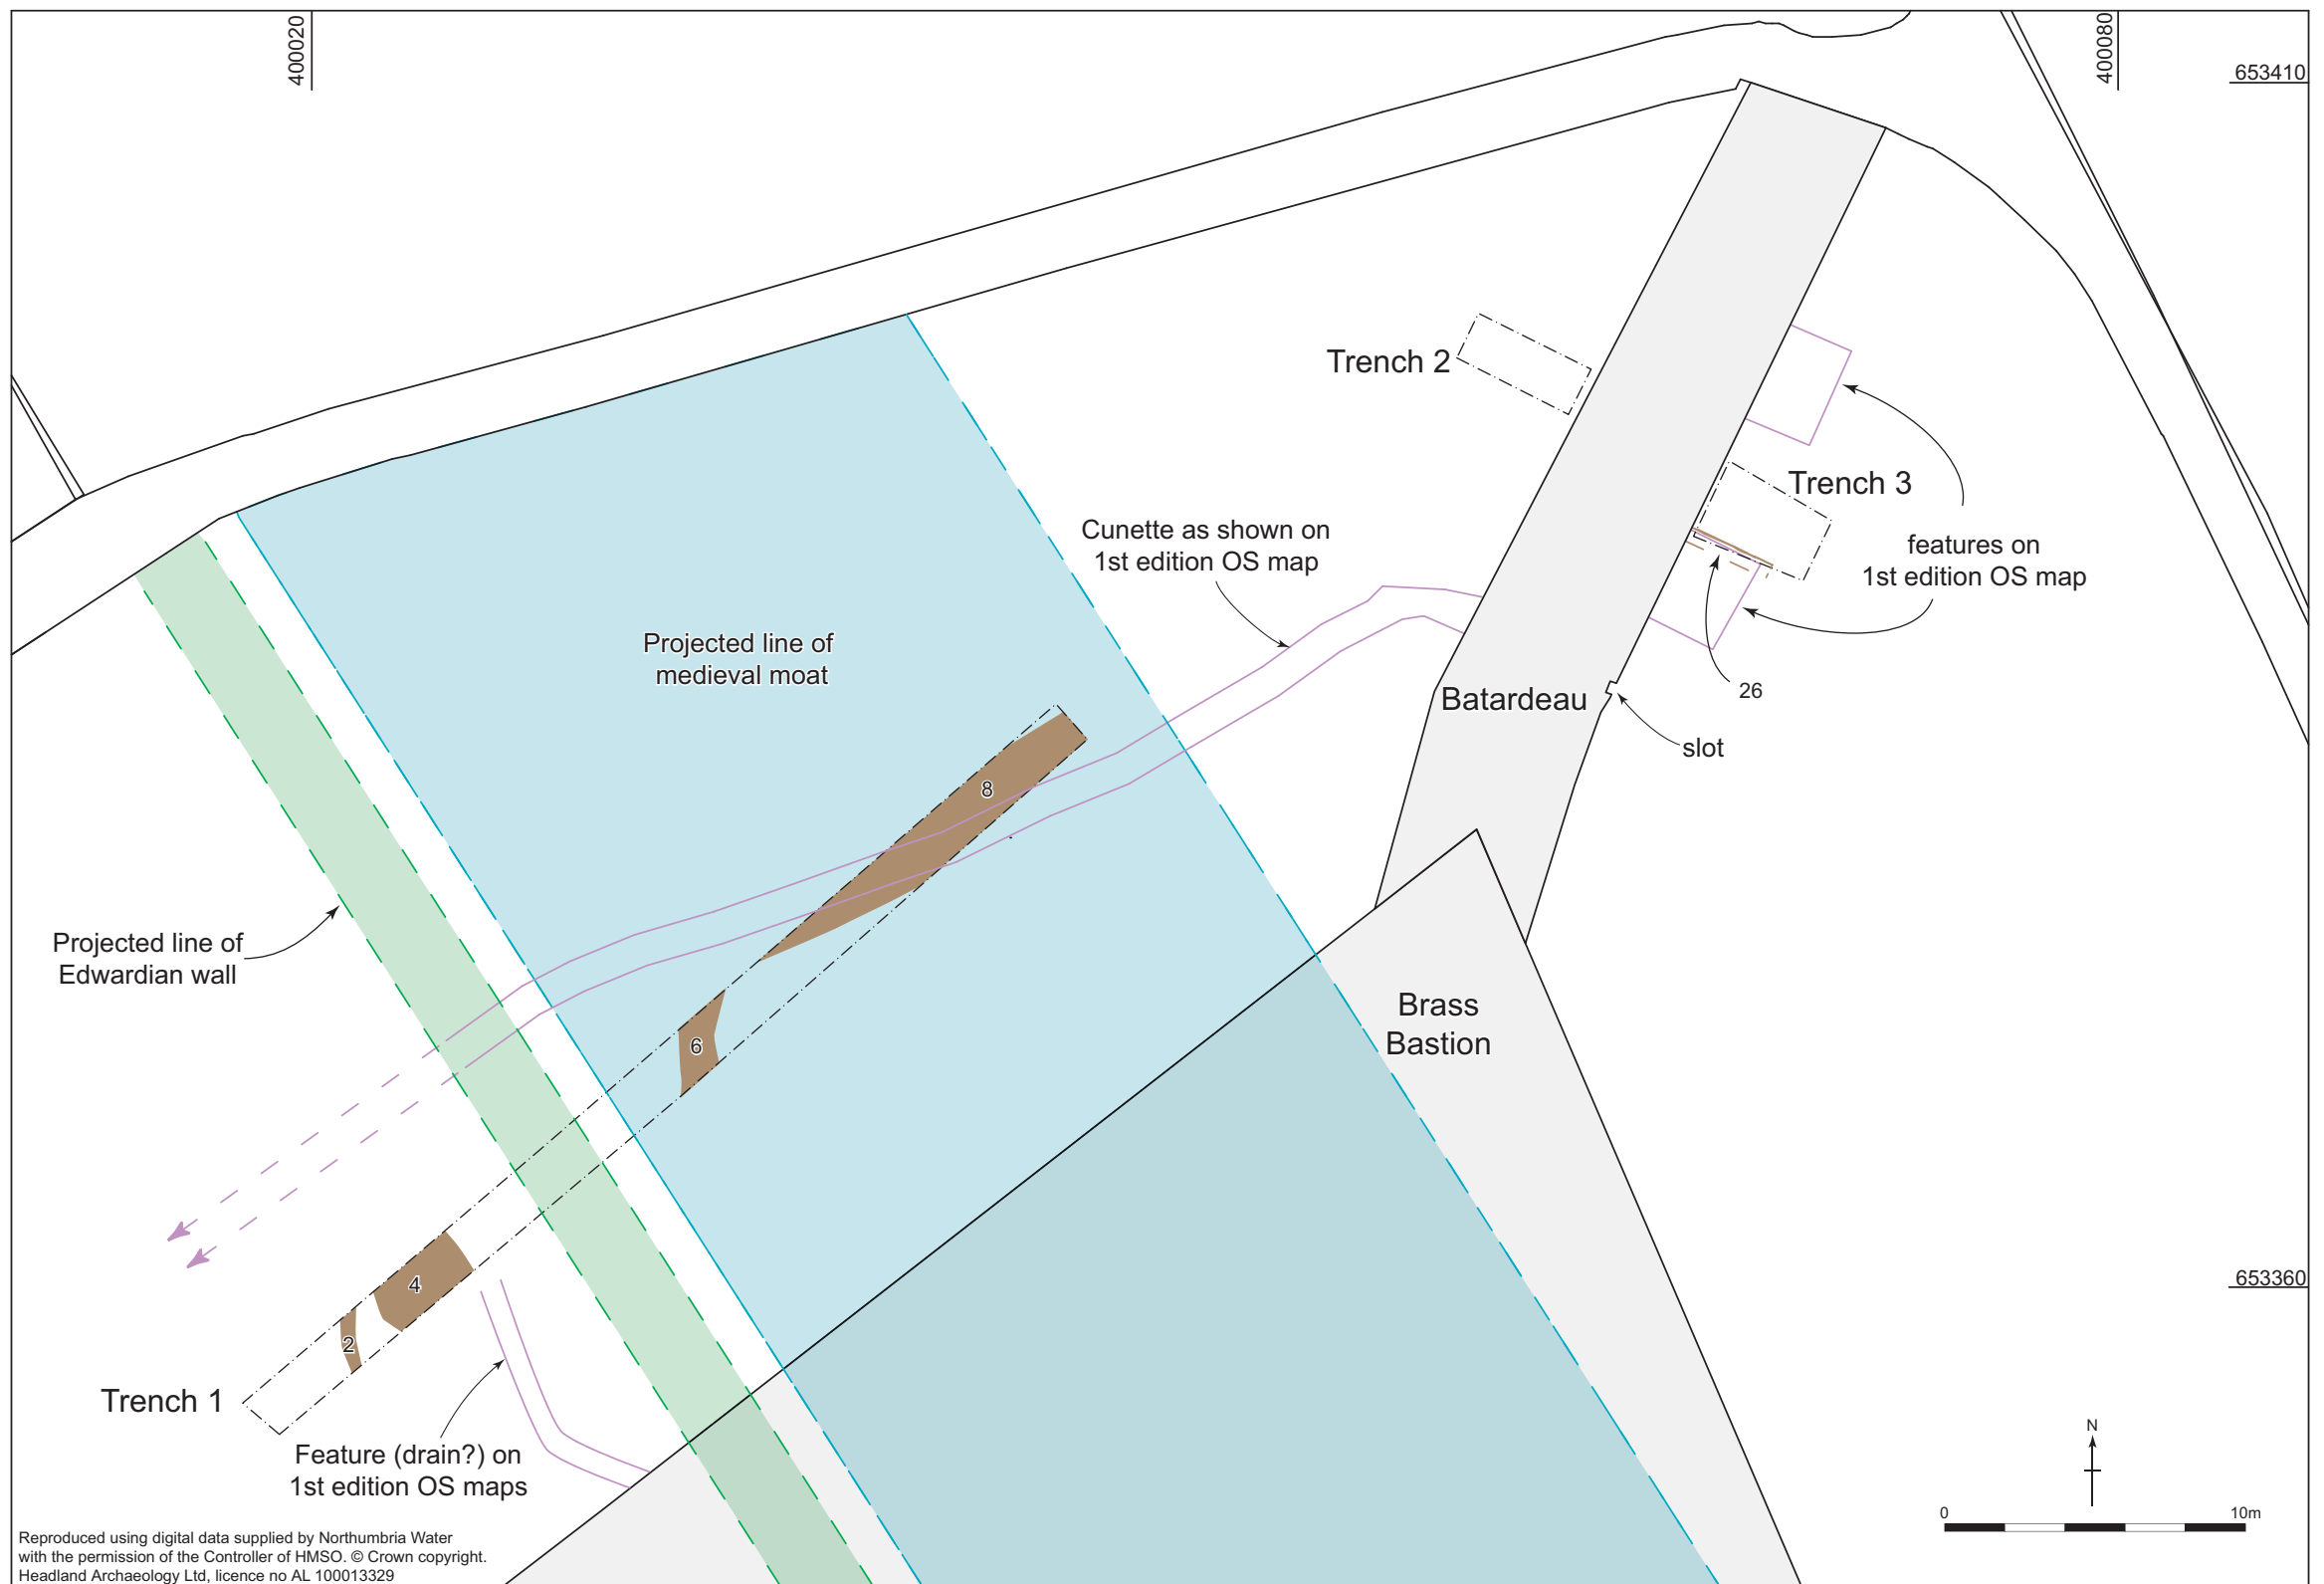 400020
400080
653410
Trench 2
Trench 3
Cunette as shown on
1st edition OS map
features on
1st edition OS map
Projected line of
medieval moat
26
Batardeau
slot
8
Projected line of
Edwardian wall
Brass
Bastion
6
653360
4
2
Trench 1
Feature (drain?) on
1st edition OS maps
N
0
10m
Reproduced using digital data supplied by Northumbria Water
with the permission of the Controller of HMSO. © Crown copyright.
Headland Archaeology Ltd, licence no AL 100013329